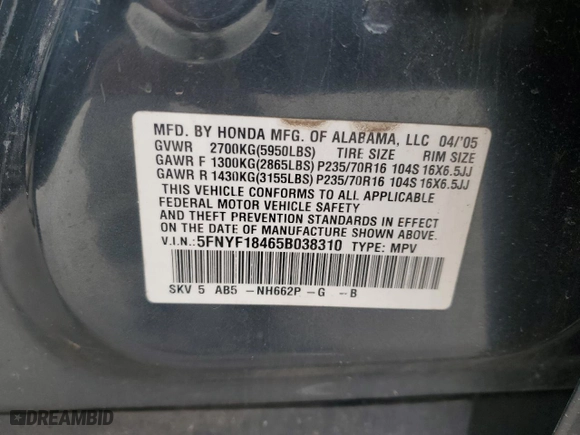 MFD. BY HONDA MFG. OF ALABAMA, LLC 04/'05
GVWR 2700KG(5950LBS) TIRE SIZE RIM SIZE
GAWR F 1300KG(2865LBS) P235/70R16 104S 16X6.5JJ
GAWR R 1430KG(3155LBS) P235/70R16 104S 16X6.5JJ
THIS VEHICLE CONFORMS TO ALL APPLICABLE
FEDERAL MOTOR VEHICLE SAFETY
AND THEFT PREVENTION STANDARDS IN EFFECT
ON THE DATE OF MANUFACTURE SHOWN ABOVE.
V.I.N.: 5FNYF18465B038310 TYPE: MPV
SKV 5 AB5 -NH662P -G -B
DREAMBID